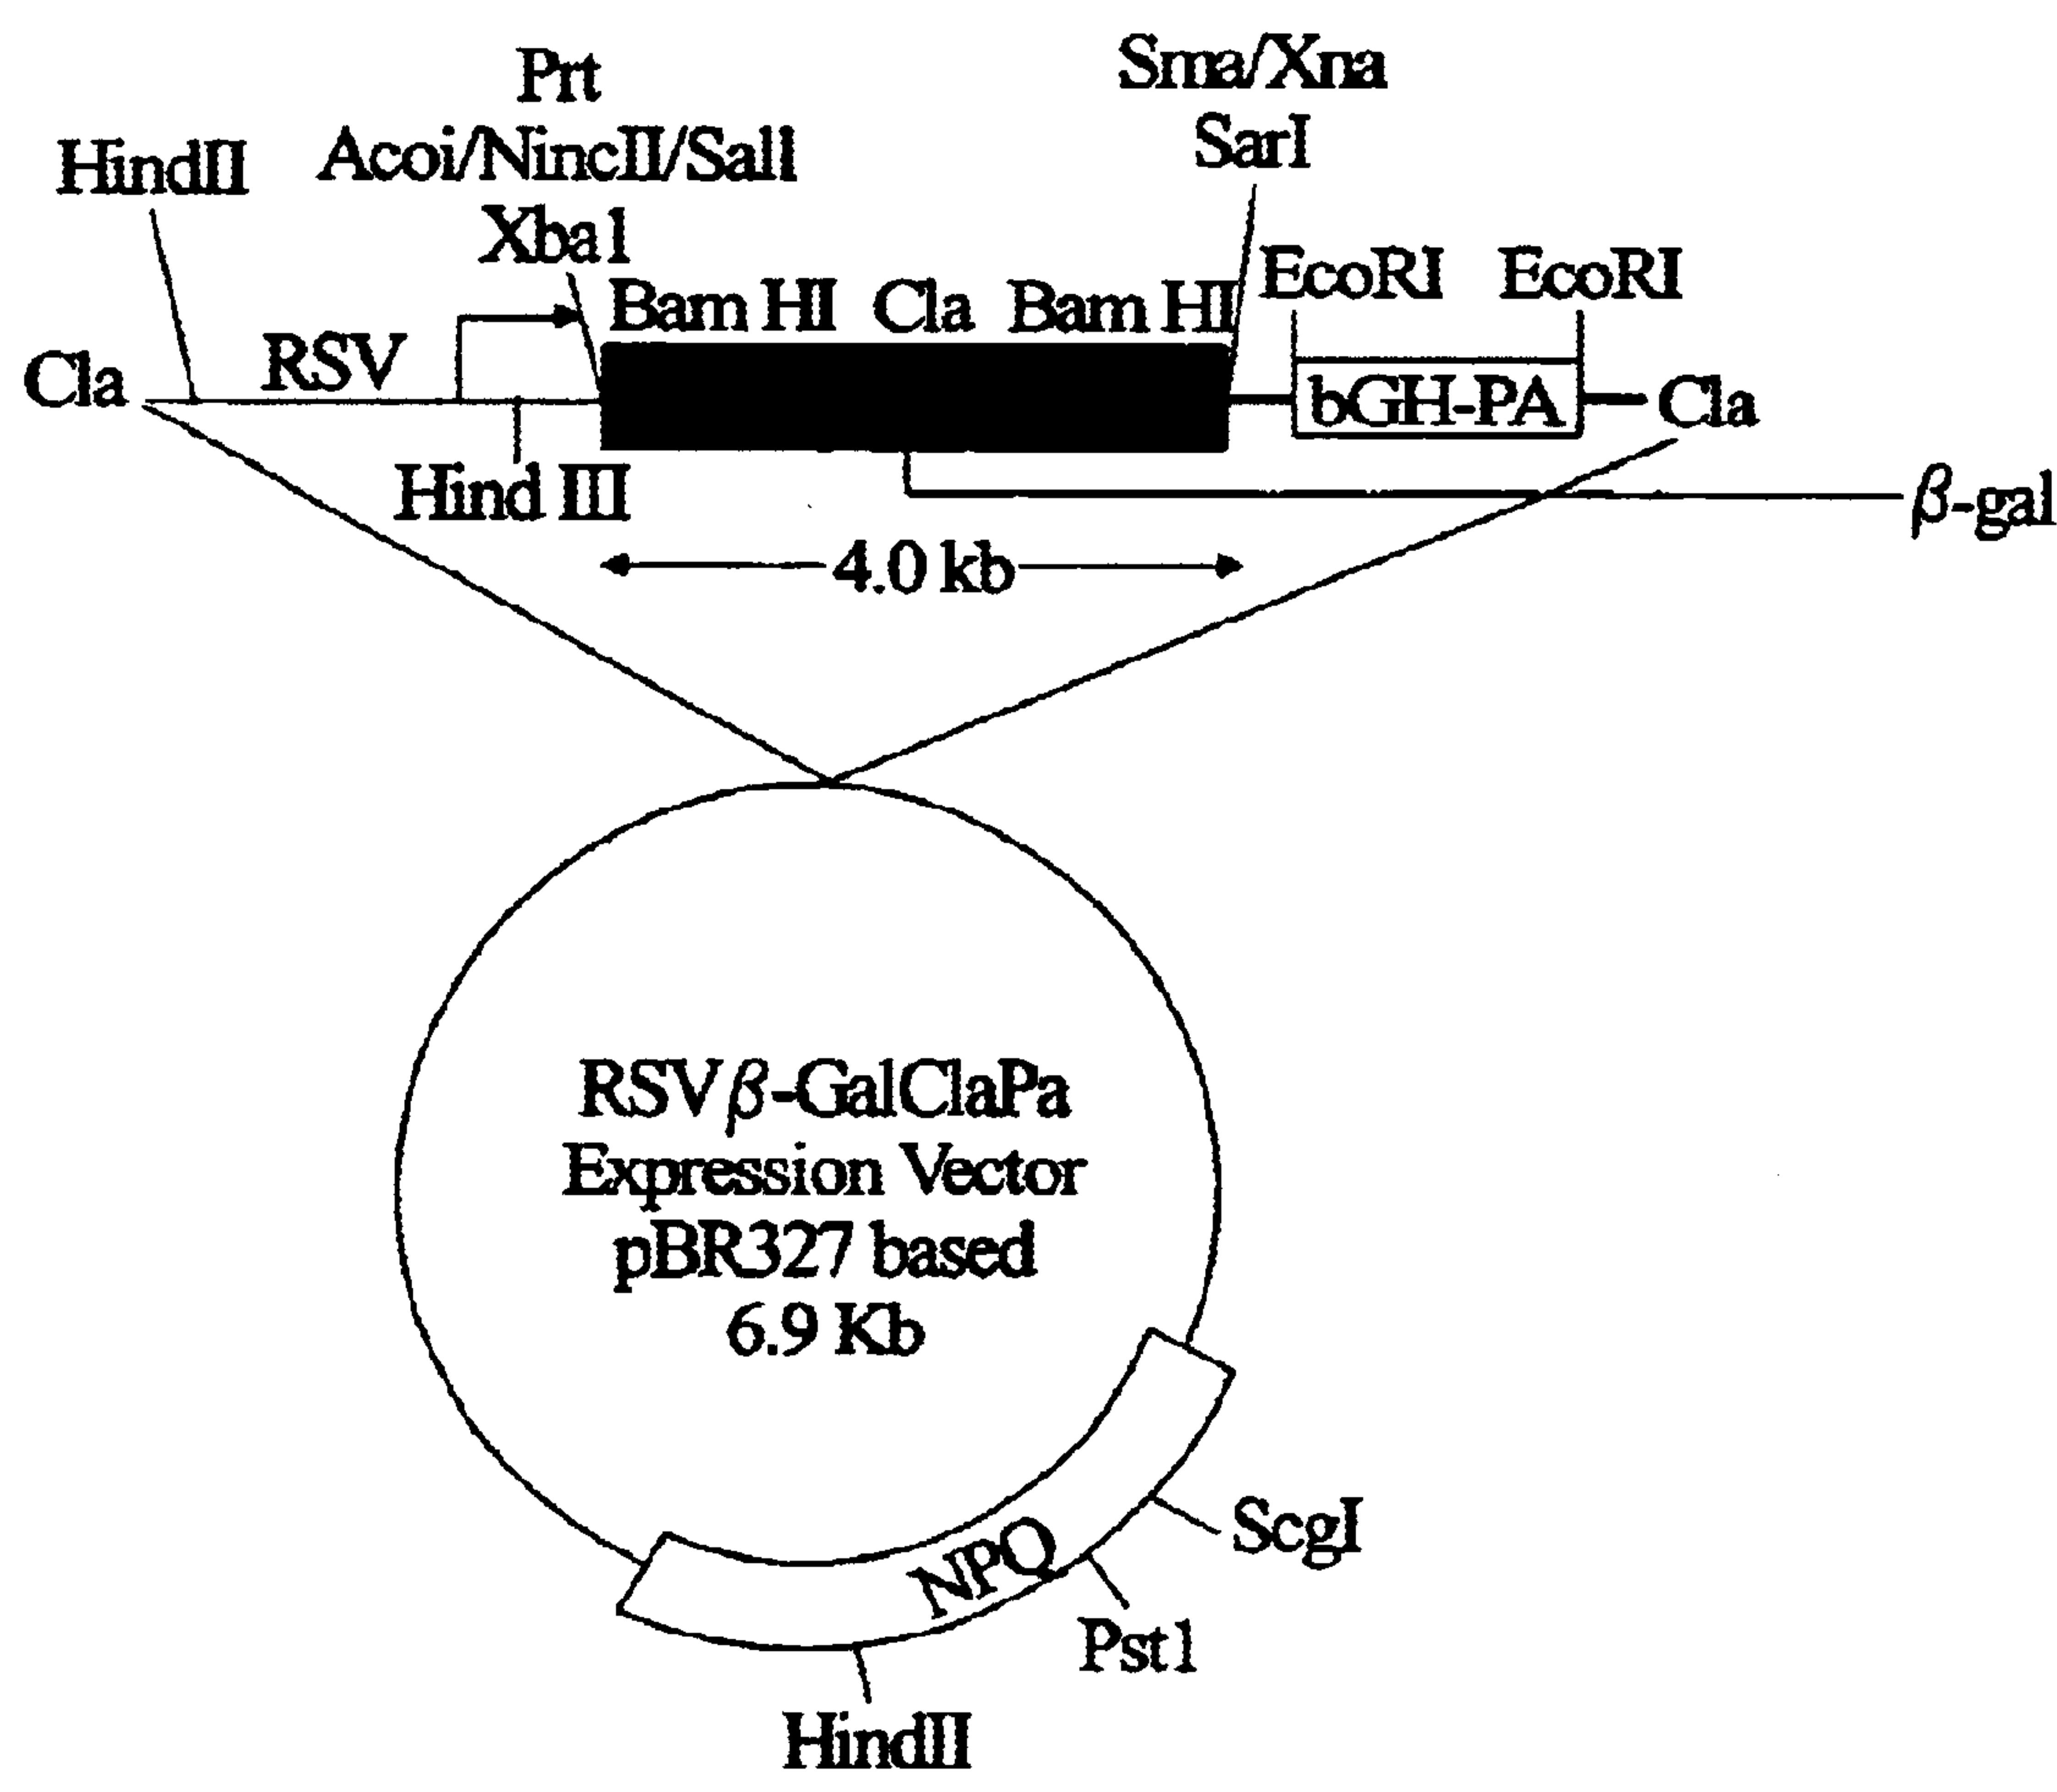 Prt
Acoi/NincII/SalI
XbaI
HindII
Sma/Xna
SarI
Bam HI
Cla
Bam HI
EcoRI
EcoRI
RSV
Cla
bGH-PA
Cla
Hind III
β-gal
4.0 kb
RSVβ-GalClaPa
Expression Vector
pBR327 based
6.9 Kb
NPQ
ScgI
Pst1
HindII